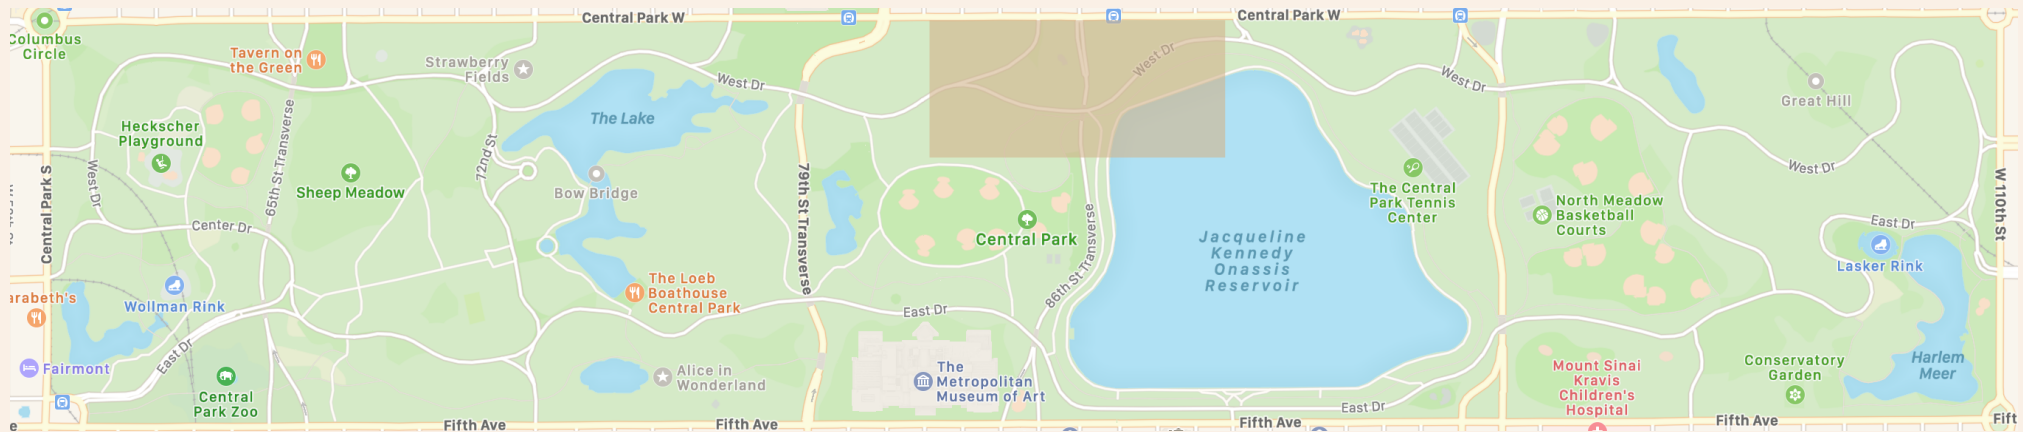 Central Park W
Central Park W
Columbus
Circle
Tavern on
the Green
Strawberry
Fields
West Dr
West Dr
West Dr
Great Hill
The Lake
Heckscher
Playground
65th St Transverse
72nd St
West Dr
Sheep Meadow
Bow Bridge
79th St Transverse
The Central
Park Tennis
Center
North Meadow
Basketball
Courts
West Dr
W 110th St
Central Park S
Center Dr
Central Park
86th St Transverse
Jacqueline
Kennedy
Onassis
Reservoir
East Dr
Lasker Rink
arabeth's
Wollman Rink
The Loeb
Boathouse
Central Park
East Dr
East Dr
Fairmont
Central
Park Zoo
Alice in
Wonderland
The
Metropolitan
Museum of Art
Mount Sinai
Kravis
Children's
Hospital
Conservatory
Garden
Harlem
Meer
East Dr
e
Fifth Ave
Fifth Ave
Fifth Ave
Fifth Ave
Fift